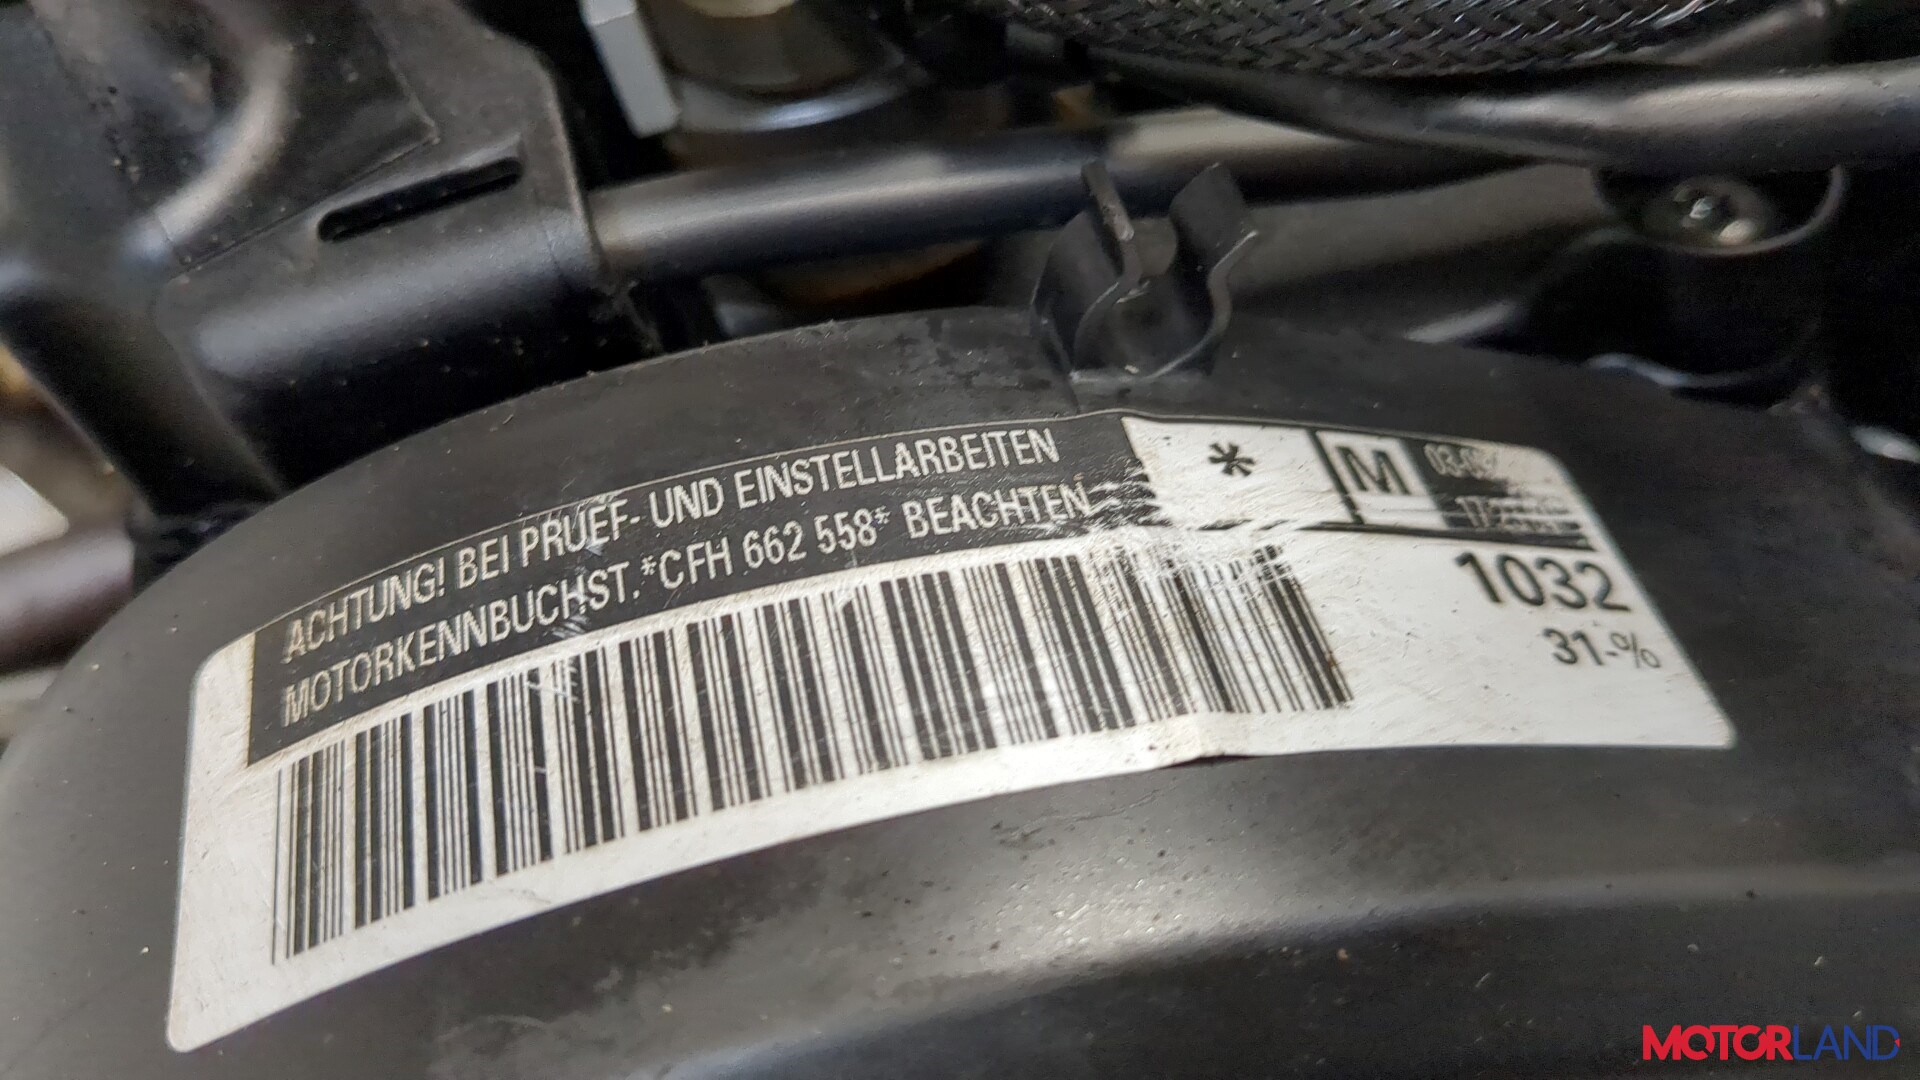 ACHTUNG! BEI PRUEF- UND EINSTELLARBEITEN
MOTORKENNBUCHST. *CFH 662 558* BEACHTEN
*
M
1032
31-%
MOTORLAND